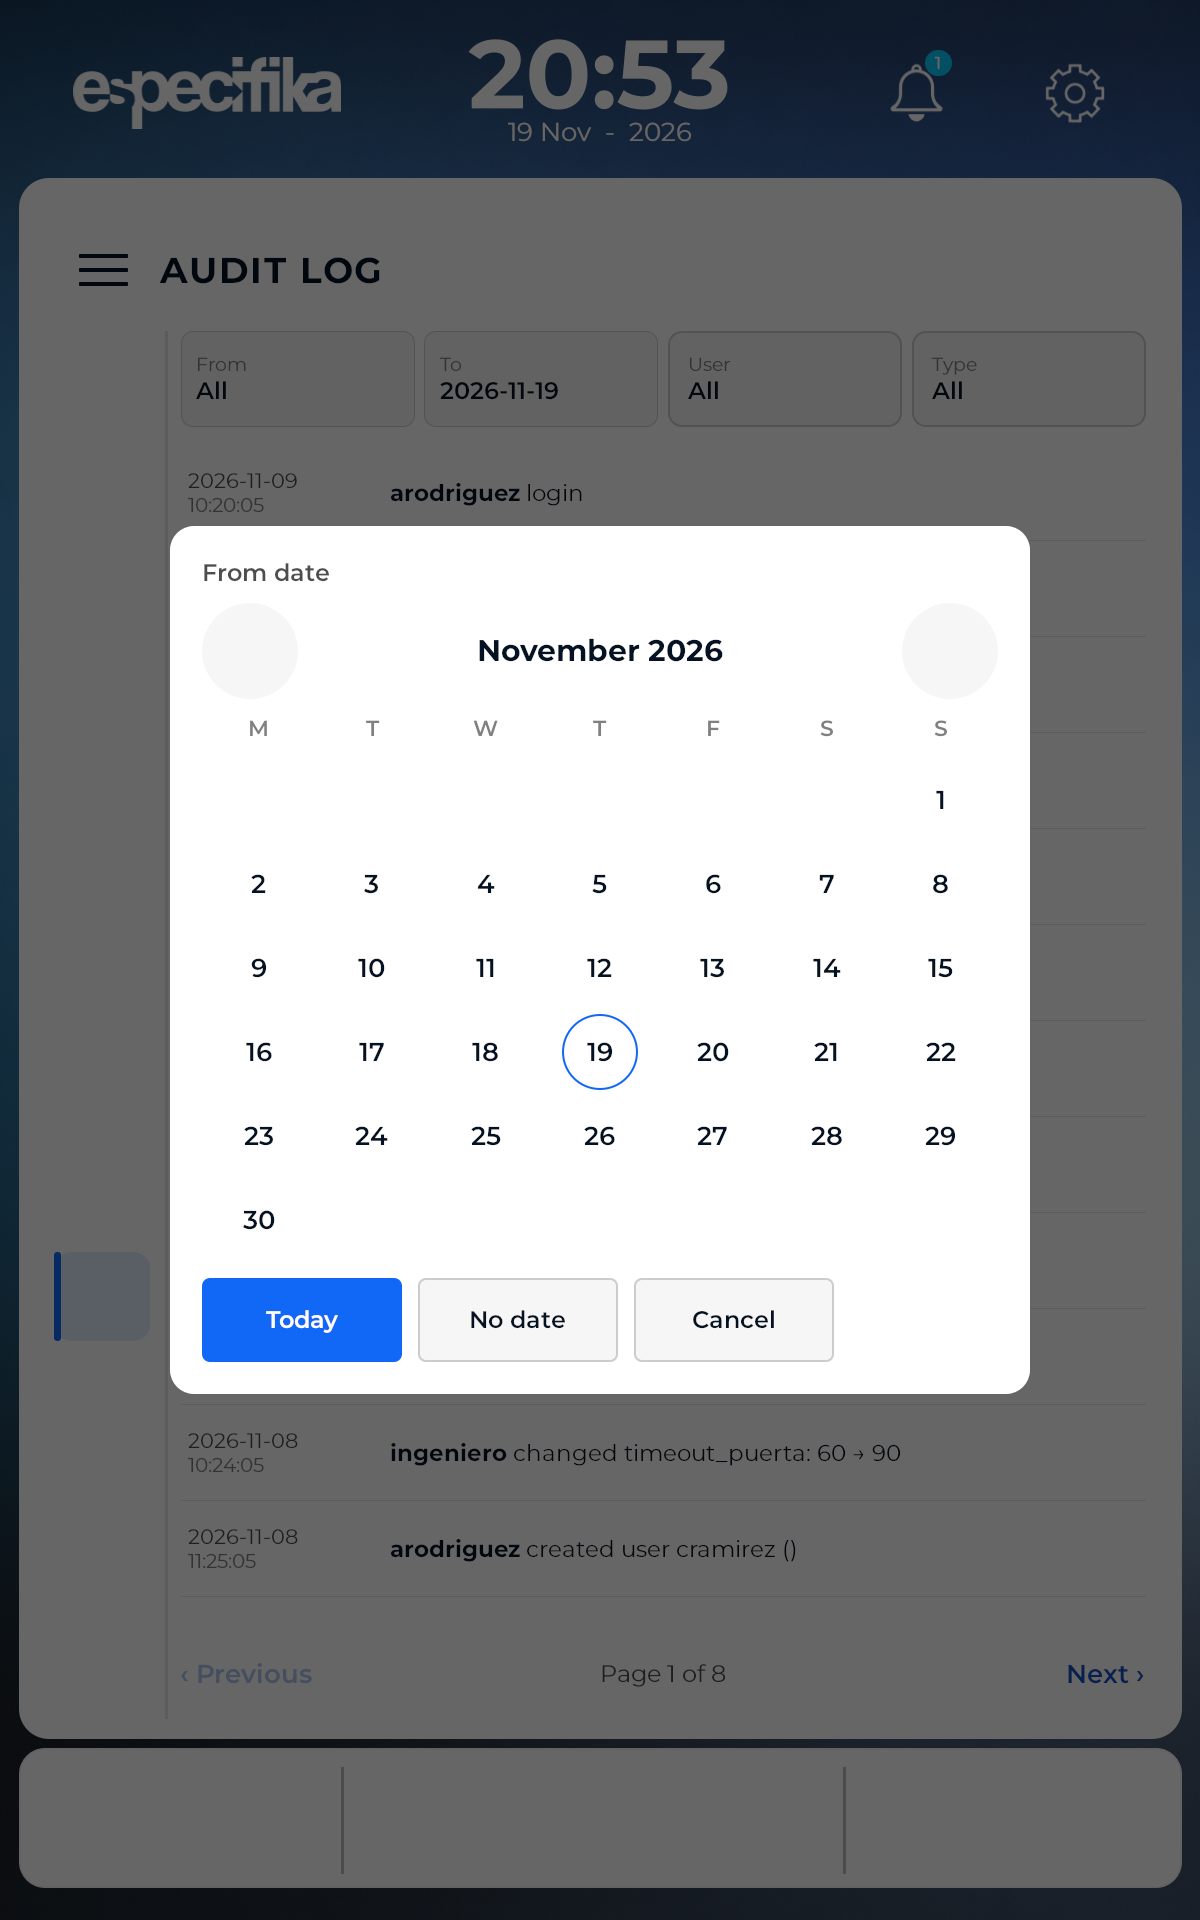 especifika
20:53
19 Nov - 2026
1
AUDIT LOG
From
All
To
2026-11-19
User
All
Type
All
2026-11-09
10:20:05
arodriguez login
From date
November 2026
M T W T F S S
1
2 3 4 5 6 7 8
9 10 11 12 13 14 15
16 17 18 19 20 21 22
23 24 25 26 27 28 29
30
Today
No date
Cancel
2026-11-08
10:24:05
ingeniero changed timeout_puerta: 60 → 90
2026-11-08
11:25:05
arodriguez created user cramirez ()
‹ Previous
Page 1 of 8
Next ›